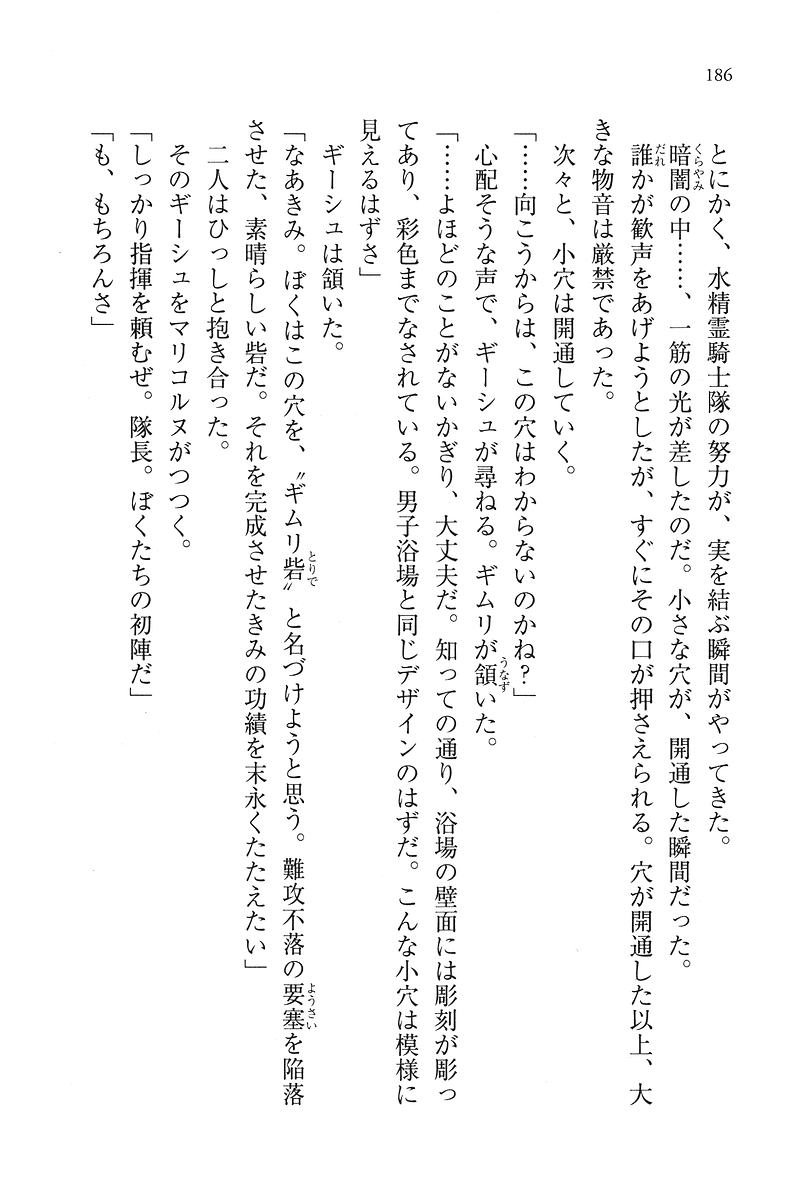 186
とにかく、水精霊騎士隊の努力が、実を結ぶ瞬間がやってきた。
暗闇の中……、一筋の光が差したのだ。小さな穴が、開通した瞬間だった。
誰かが歓声をあげようとしたが、すぐにその口が押さえられる。穴が開通した以上、大
きな物音は厳禁であった。
次々と、小穴は開通していく。
「……向こうからは、この穴はわからないのかね?」
心配そうな声で、ギーシュが尋ねる。ギムリが頷いた。
「……よほどのことがないかぎり、大丈夫だ。知っての通り、浴場の壁面には彫刻が彫っ
てあり、彩色までなされている。男子浴場と同じデザインのはずだ。こんな小穴は模様に
見えるはずさ」
ギーシュは頷いた。
「なあきみ。ぼくはこの穴を、〝ギムリ砦〟と名づけようと思う。難攻不落の要塞を陥落
させた、素晴らしい砦だ。それを完成させたきみの功績を末永くたたえたい」
二人はひっしと抱き合った。
そのギーシュをマリコルヌがつつく。
「しっかり指揮を頼むぜ。隊長。ぼくたちの初陣だ」
「も、もちろんさ」